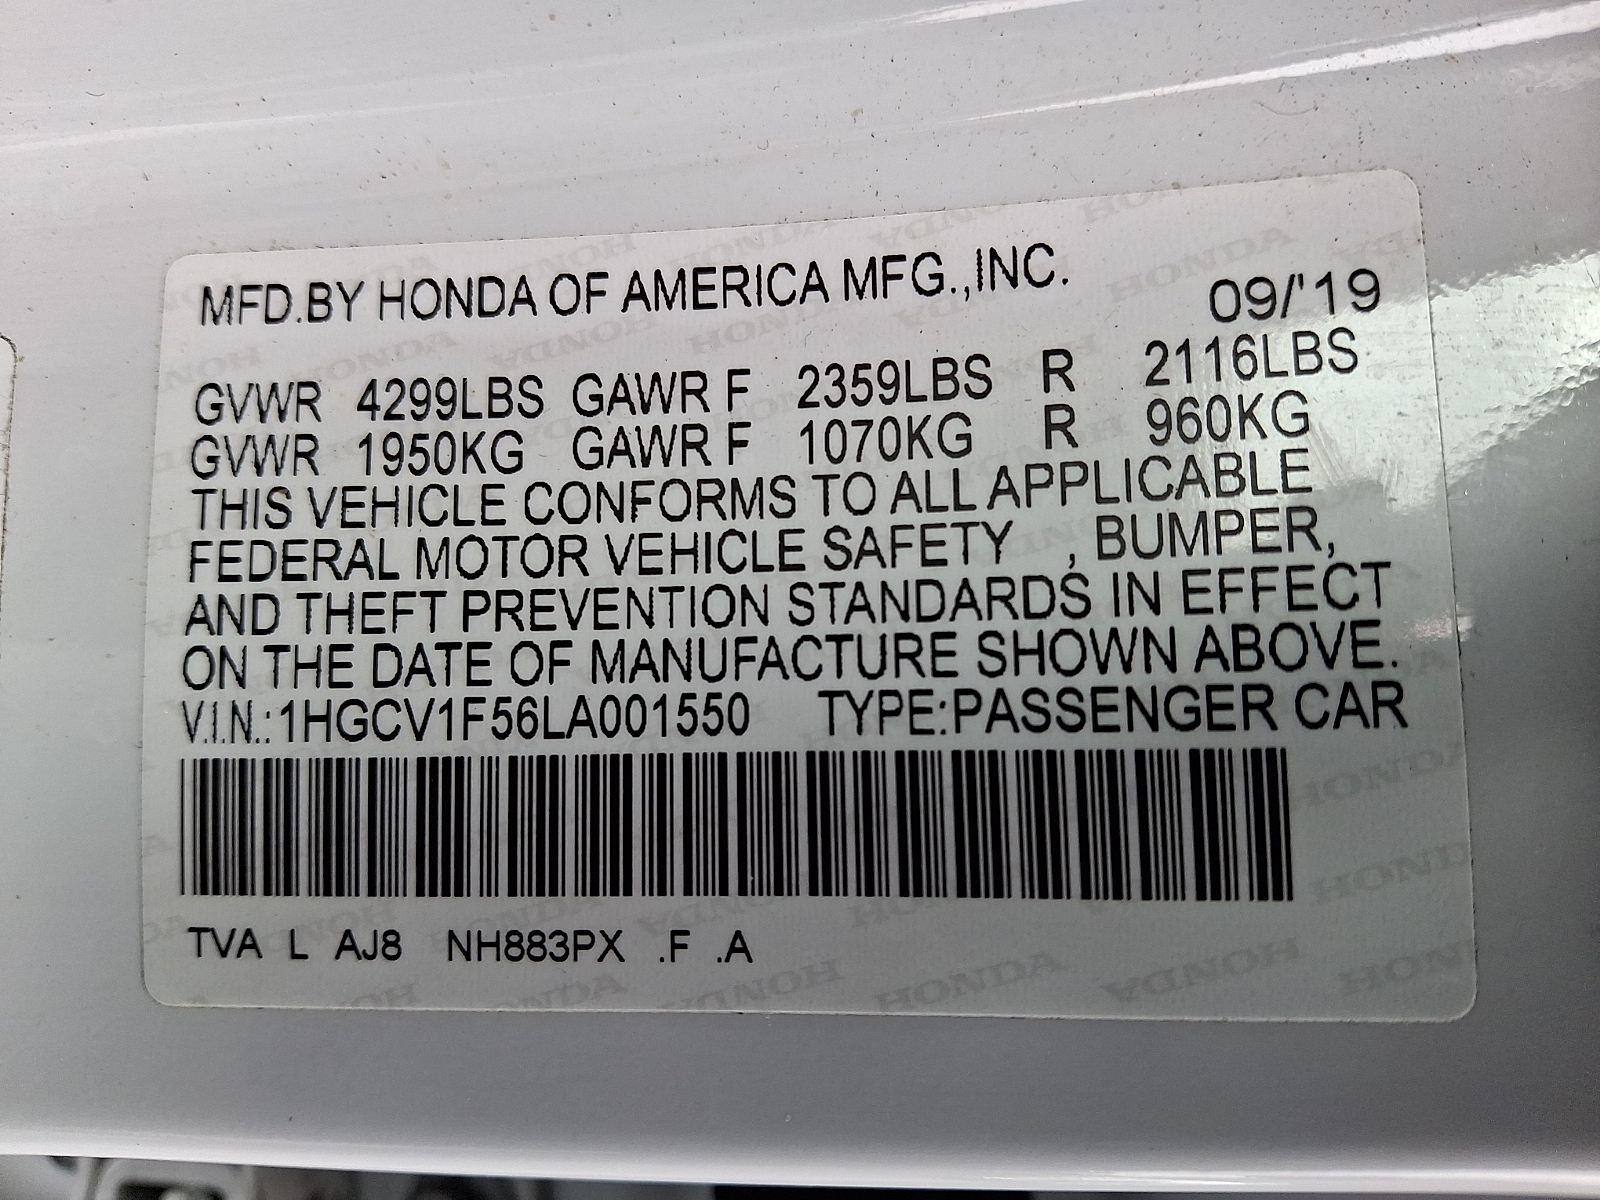 MFD.BY HONDA OF AMERICA MFG.,INC. 09/'19
GVWR 4299LBS GAWR F 2359LBS R 2116LBS
GVWR 1950KG GAWR F 1070KG R 960KG
THIS VEHICLE CONFORMS TO ALL APPLICABLE
FEDERAL MOTOR VEHICLE SAFETY , BUMPER,
AND THEFT PREVENTION STANDARDS IN EFFECT
ON THE DATE OF MANUFACTURE SHOWN ABOVE.
V.I.N.:1HGCV1F56LA001550 TYPE:PASSENGER CAR
TVA L AJ8 NH883PX .F .A